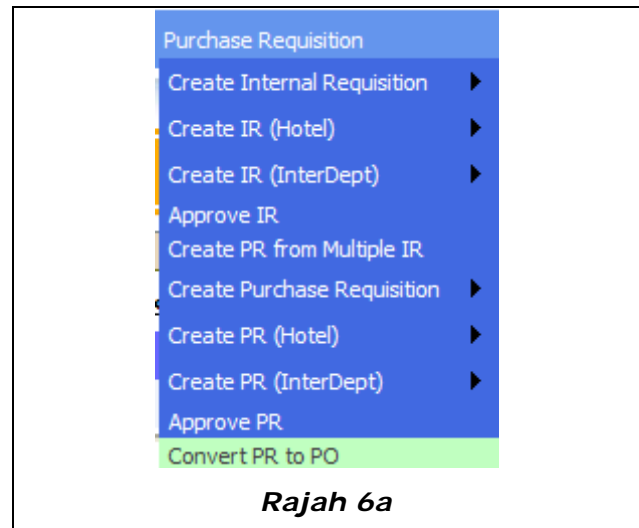 Purchase Requisition
Create Internal Requisition
Create IR (Hotel)
Create IR (InterDept)
Approve IR
Create PR from Multiple IR
Create Purchase Requisition
Create PR (Hotel)
Create PR (InterDept)
Approve PR
Convert PR to PO
Rajah 6a